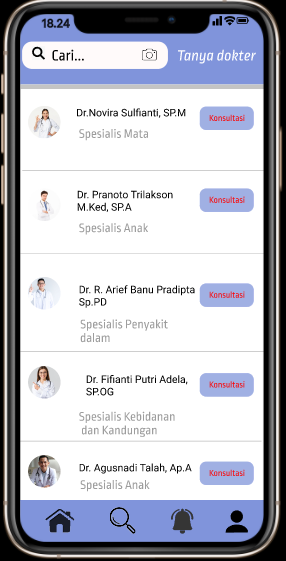 18.24
Cari...
Tanya dokter
Dr.Novira Sulfianti, SP.M
Spesialis Mata
Konsultasi
Dr. Pranoto Trilakson
M.Ked, SP.A
Spesialis Anak
Konsultasi
Dr. R. Arief Banu Pradipta
Sp.PD
Spesialis Penyakit
dalam
Konsultasi
Dr. Fifianti Putri Adela,
SP.OG
Spesialis Kebidanan
dan Kandungan
Konsultasi
Dr. Agusnadi Talah, Ap.A
Spesialis Anak
Konsultasi